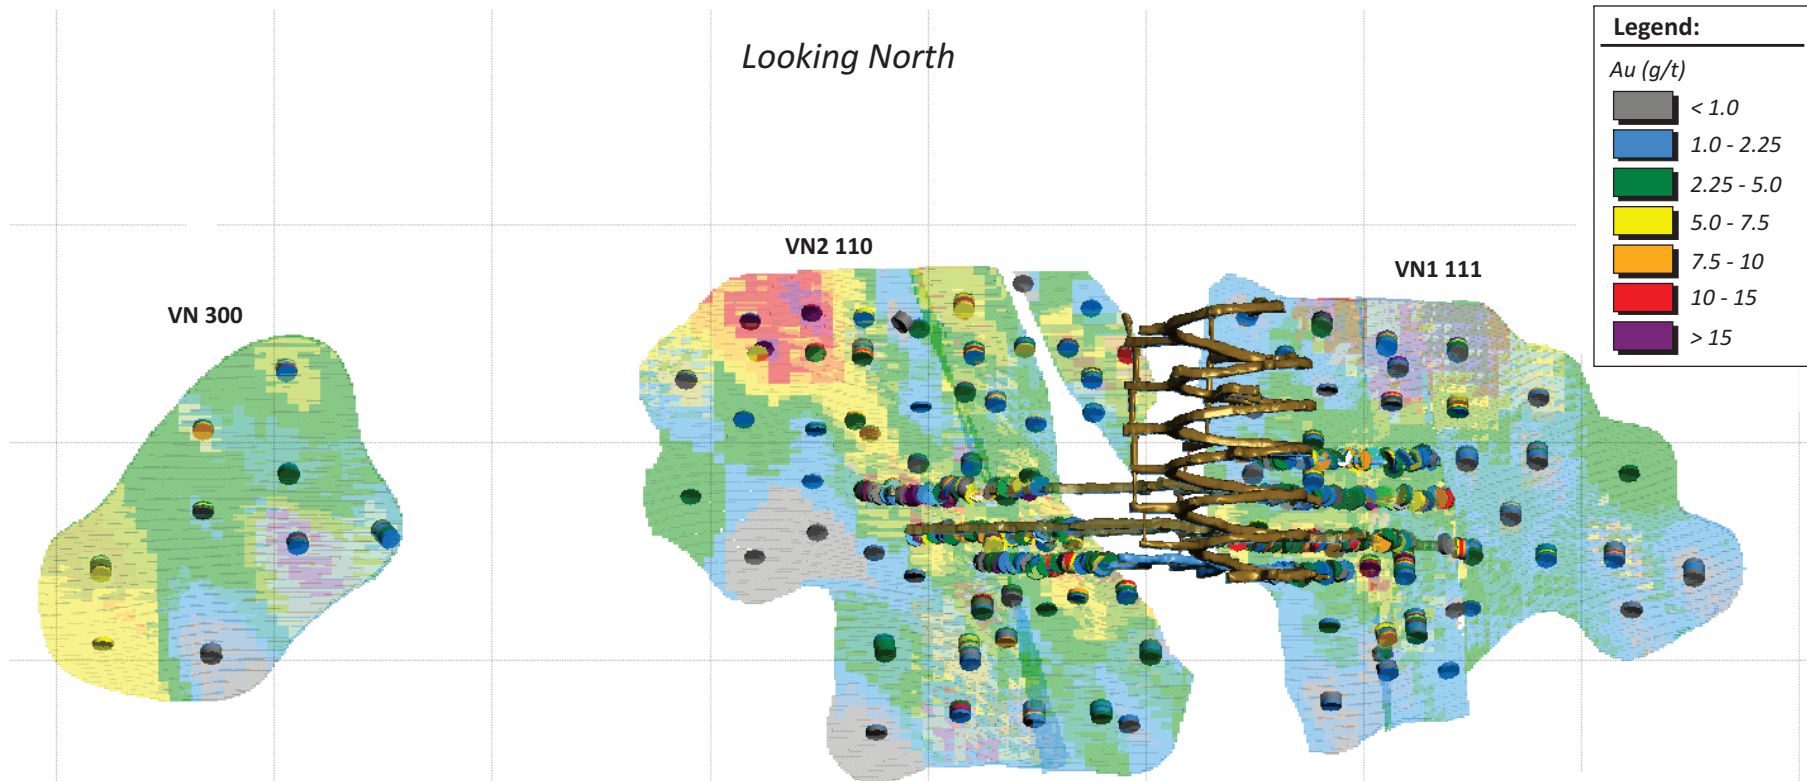 Looking North
Legend:
Au (g/t)
< 1.0
1.0 - 2.25
2.25 - 5.0
5.0 - 7.5
7.5 - 10
10 - 15
> 15
VN2 110
VN1 111
VN 300